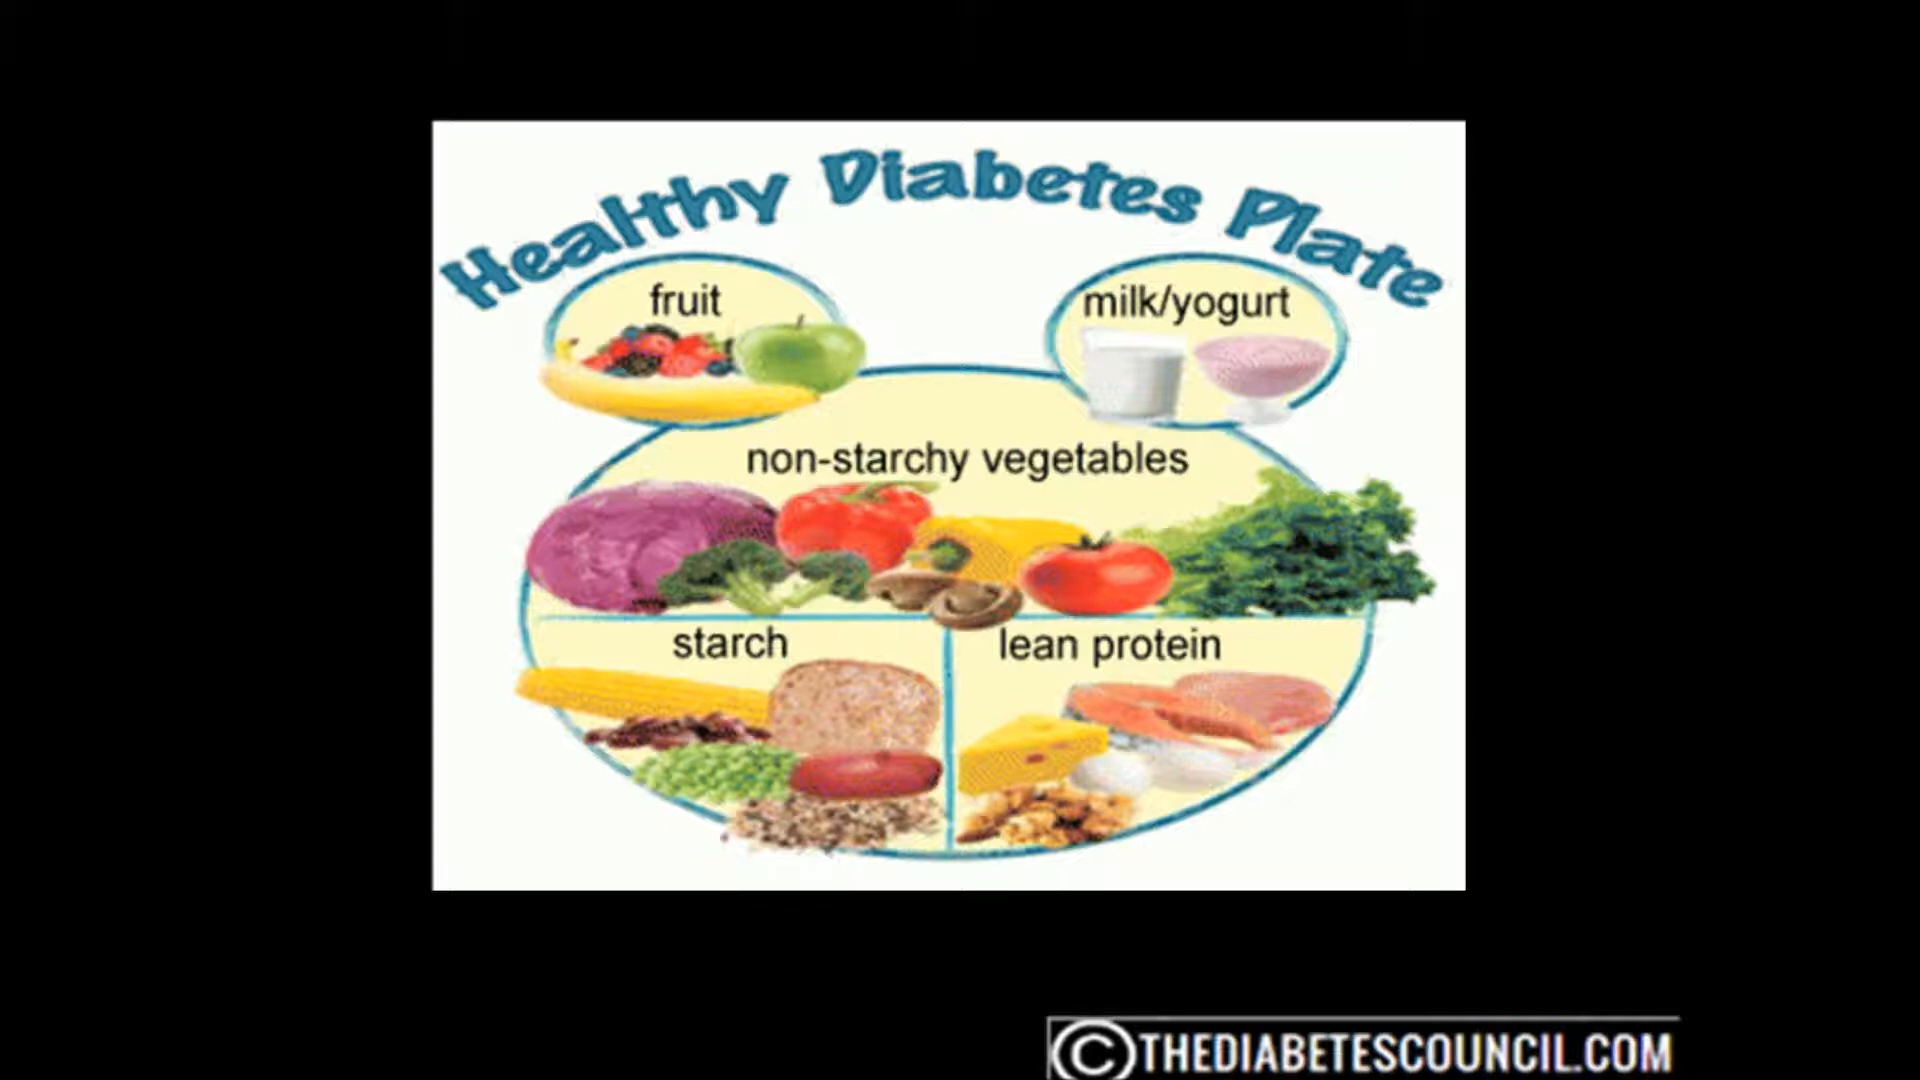 Healthy Diabetes Plate
fruit
milk/yogurt
non-starchy vegetables
starch
lean protein
©THEDIABETESCOUNCIL.COM